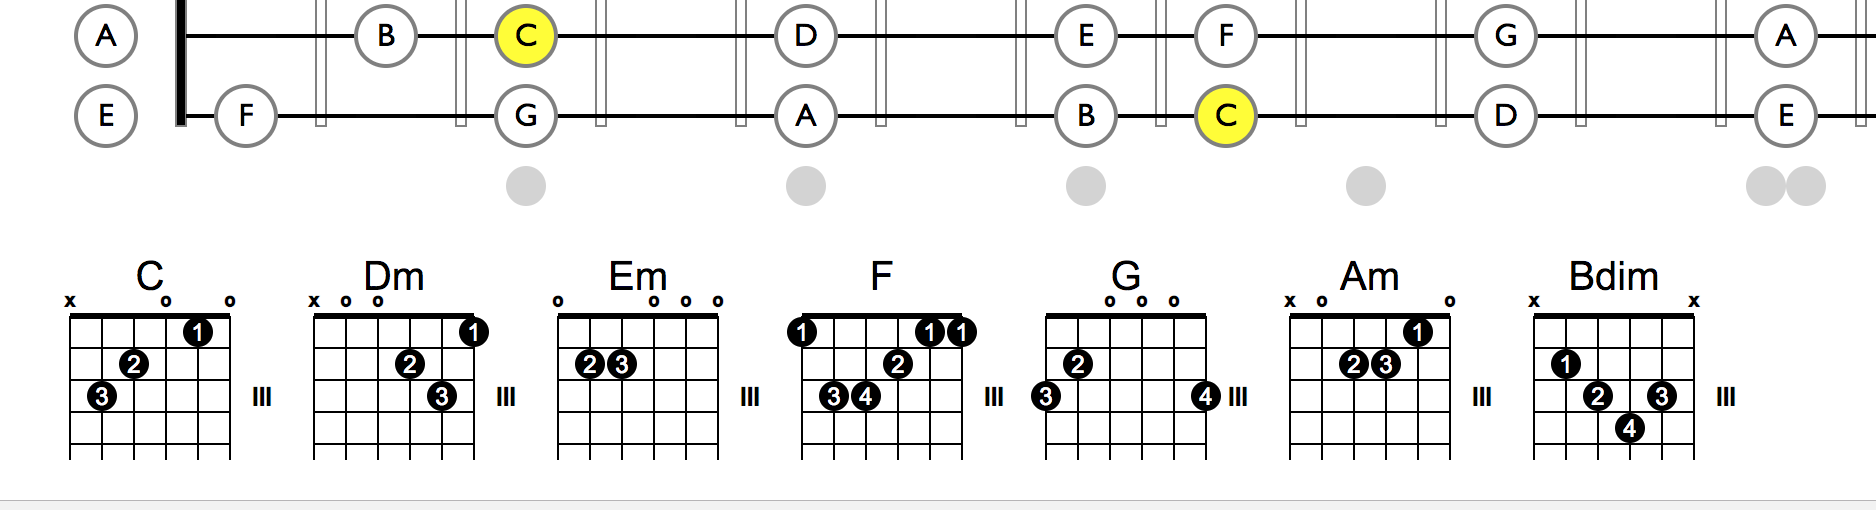 A B C D E F G A
E F G A B C D E
C Dm Em F G Am Bdim
x o o x o o o o o o o o o x o o x x
1 1 1 1 1 1
2 2 2 3 2 2 2 3 1
3 III 3 III III 3 4 III 3 4 III III 2 3 III
4